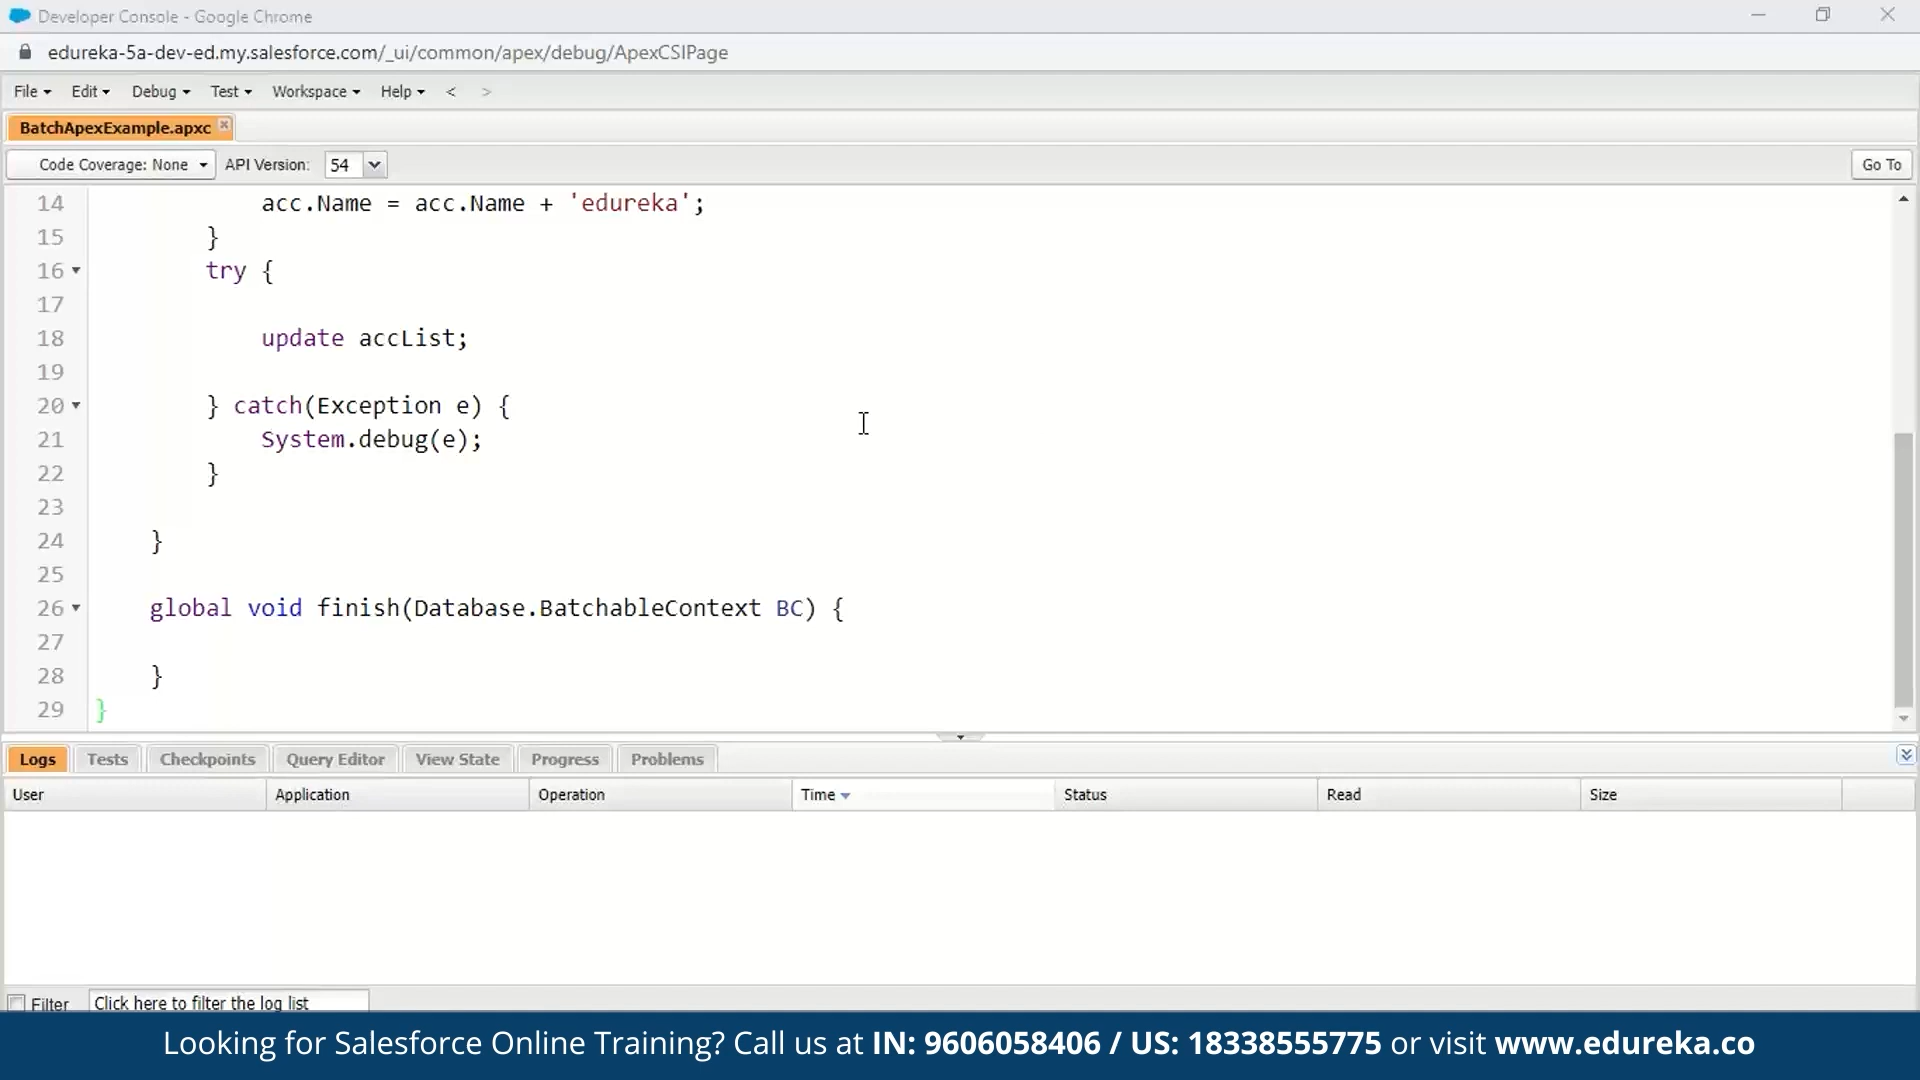 Developer Console - Google Chrome
edureka-5a-dev-ed.my.salesforce.com/_ui/common/apex/debug/ApexCSIPage
File Edit Debug Test Workspace Help < >
BatchApexExample.apxc
Code Coverage: None API Version: 54 Go To
14 acc.Name = acc.Name + 'edureka';
15 }
16 try {
17
18 update accList;
19
20 } catch(Exception e) {
21 System.debug(e);
22 }
23
24 }
25
26 global void finish(Database.BatchableContext BC) {
27
28 }
29 }
Logs Tests Checkpoints Query Editor View State Progress Problems
User Application Operation Time Status Read Size
Filter Click here to filter the log list
Looking for Salesforce Online Training? Call us at IN: 9606058406 / US: 18338555775 or visit www.edureka.co